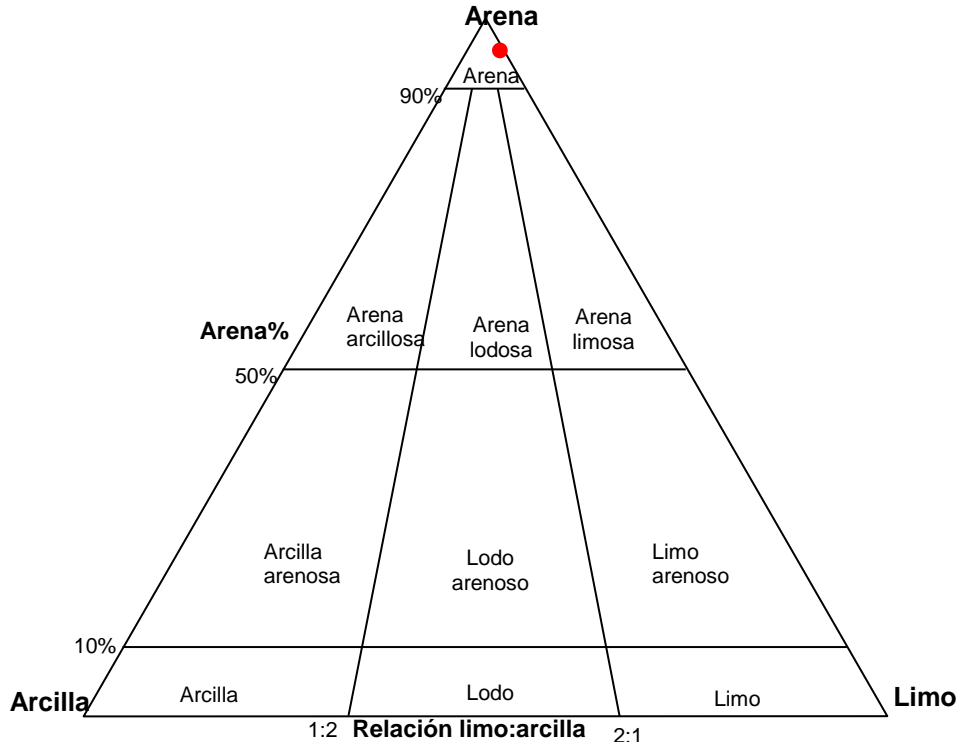 Arena
Arena
90%
Arena
arcillosa
Arena
lodosa
Arena
limosa
Arena%
50%
Arcilla
arenosa
Lodo
arenoso
Limo
arenoso
10%
Arcilla
Arcilla
Lodo
Limo
Limo
1:2
Relación limo:arcilla
2:1